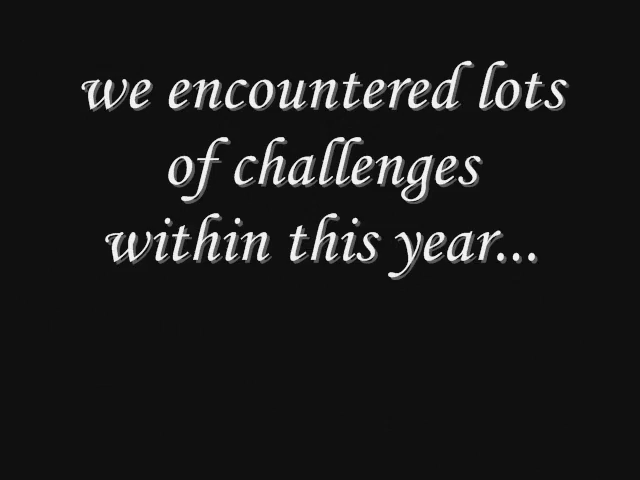 we encountered lots
of challenges
within this year...